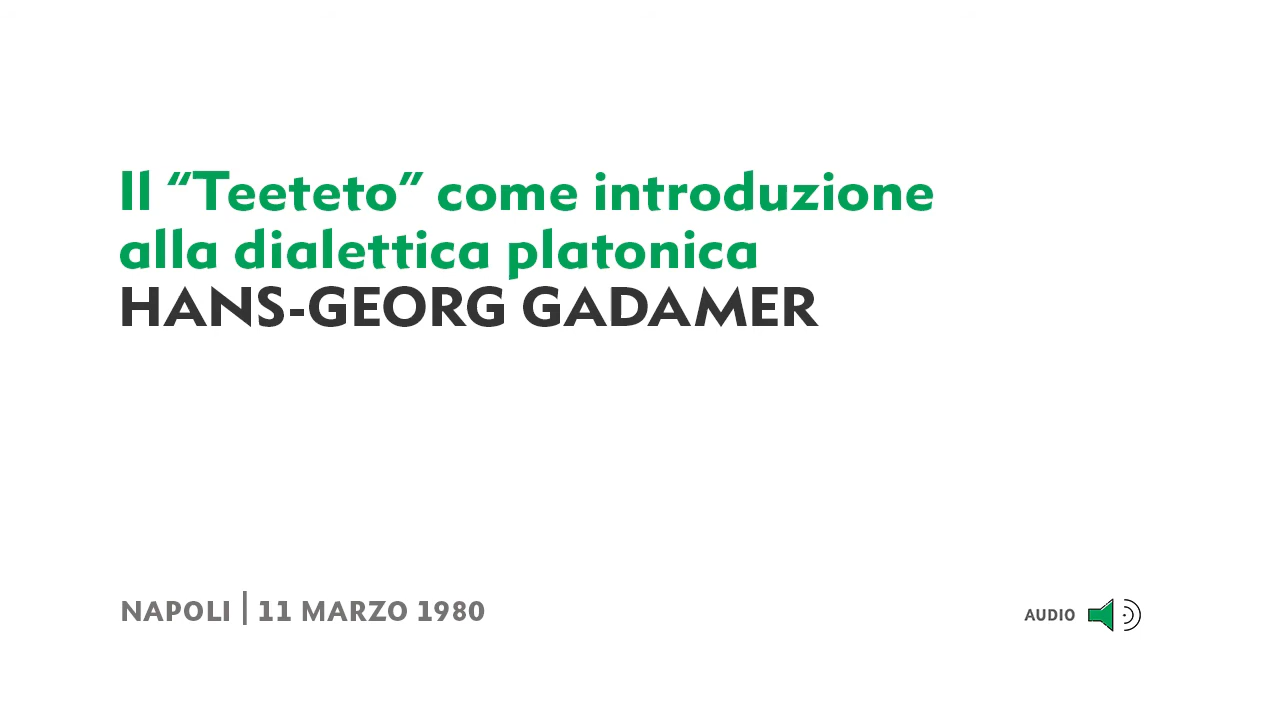 Il “Teeteto” come introduzione
alla dialettica platonica
HANS-GEORG GADAMER
NAPOLI | 11 MARZO 1980
AUDIO